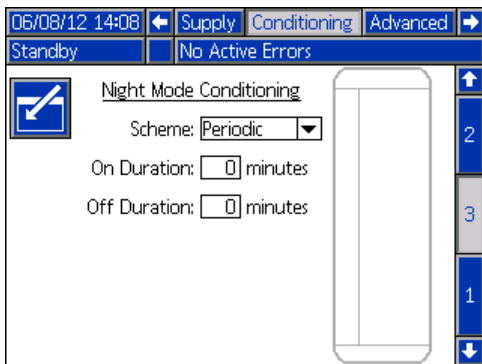 06/08/12 14:08 Supply Conditioning Advanced
Standby No Active Errors
Night Mode Conditioning
Scheme: Periodic
On Duration: 0 minutes
Off Duration: 0 minutes
2
3
1